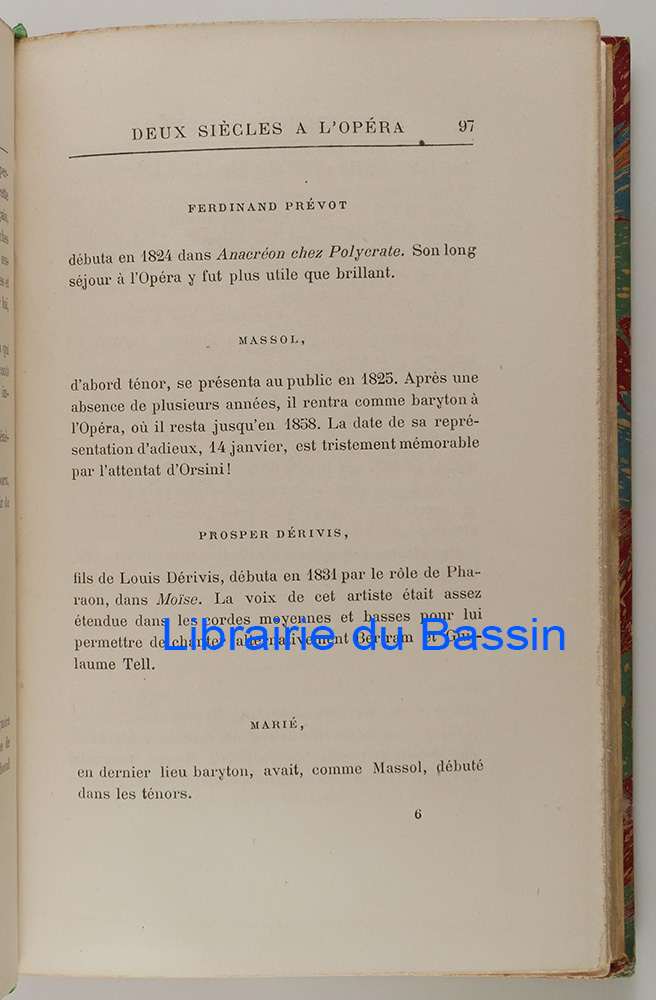 DEUX SIÈCLES A L'OPÉRA 97
FERDINAND PRÉVOT
débuta en 1824 dans Anacréon chez Polycrate. Son long
séjour à l'Opéra y fut plus utile que brillant.
MASSOL,
d'abord ténor, se présenta au public en 1825. Après une
absence de plusieurs années, il rentra comme baryton à
l'Opéra, où il resta jusqu'en 1858. La date de sa repré-
sentation d'adieux, 14 janvier, est tristement mémorable
par l'attentat d'Orsini!
PROSPER DÉRIVIS,
fils de Louis Dérivis, débuta en 1831 par le rôle de Pha-
raon, dans Moïse. La voix de cet artiste était assez
étendue dans les cordes moyennes et basses pour lui
permettre de chanter alternativement Bertram et Guil-
laume Tell.
Librairie du Bassin
MARIÉ,
en dernier lieu baryton, avait, comme Massol, débuté
dans les ténors.
6